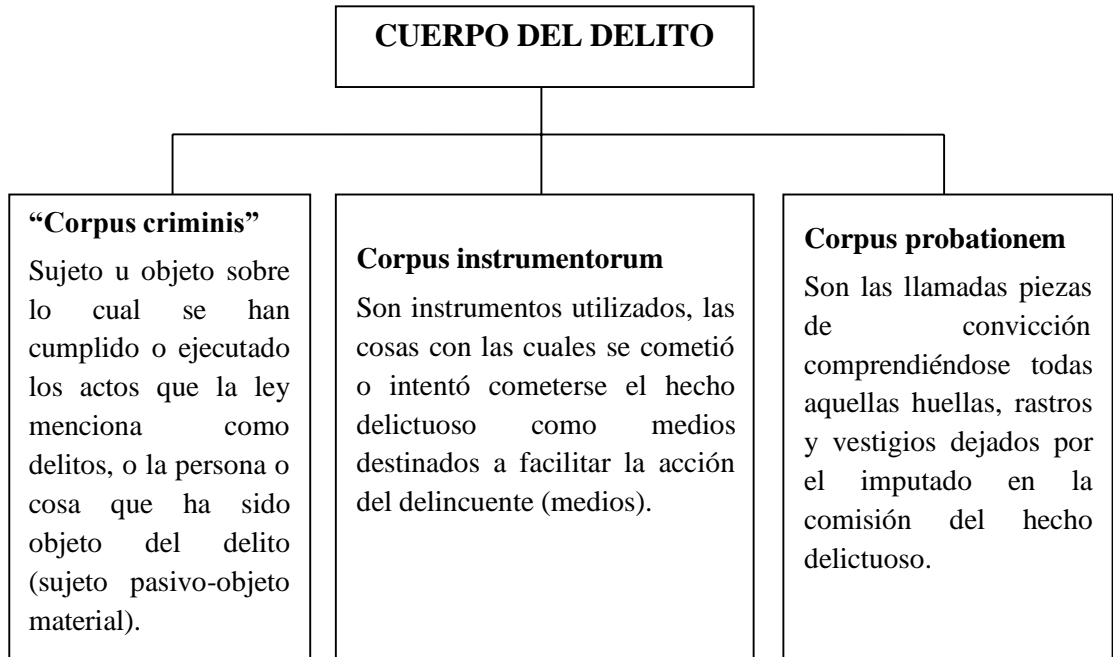 CUERPO DEL DELITO
“Corpus criminis”
Sujeto u objeto sobre
lo cual se han
cumplido o ejecutado
los actos que la ley
menciona como
delitos, o la persona o
cosa que ha sido
objeto del delito
(sujeto pasivo-objeto
material).
Corpus instrumentorum
Son instrumentos utilizados, las
cosas con las cuales se cometió
o intentó cometerse el hecho
delictuoso como medios
destinados a facilitar la acción
del delincuente (medios).
Corpus probationem
Son las llamadas piezas
de convicción
comprendiéndose todas
aquellas huellas, rastros
y vestigios dejados por
el imputado en la
comisión del hecho
delictuoso.